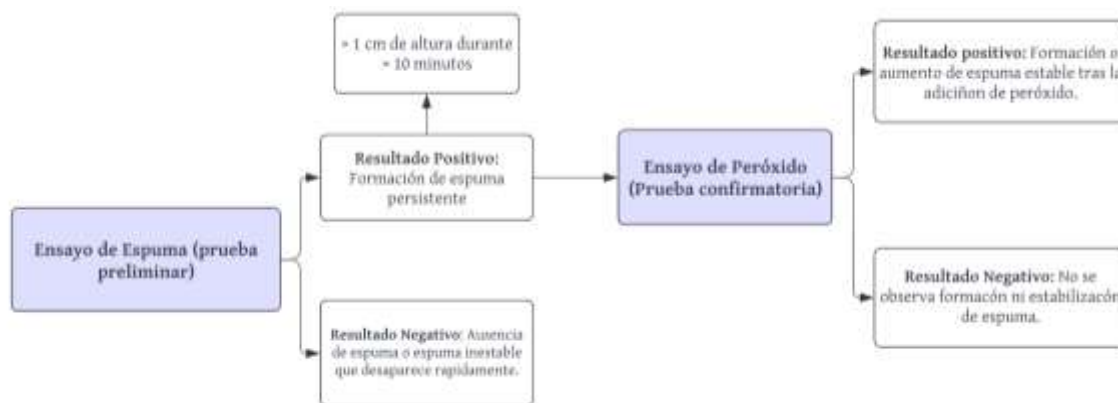 ≈ 1 cm de altura durante
≈ 10 minutos
Resultado Positivo:
Formación de espuma
persistente
Ensayo de Espuma (prueba
preliminar)
Resultado Negativo: Ausencia
de espuma o espuma inestable
que desaparece rapidamente.
Ensayo de Peróxido
(Prueba confirmatoria)
Resultado positivo: Formación o
aumento de espuma estable tras la
adiciñon de peróxido.
Resultado Negativo: No se
observa formacón ni estabilizacón
de espuma.